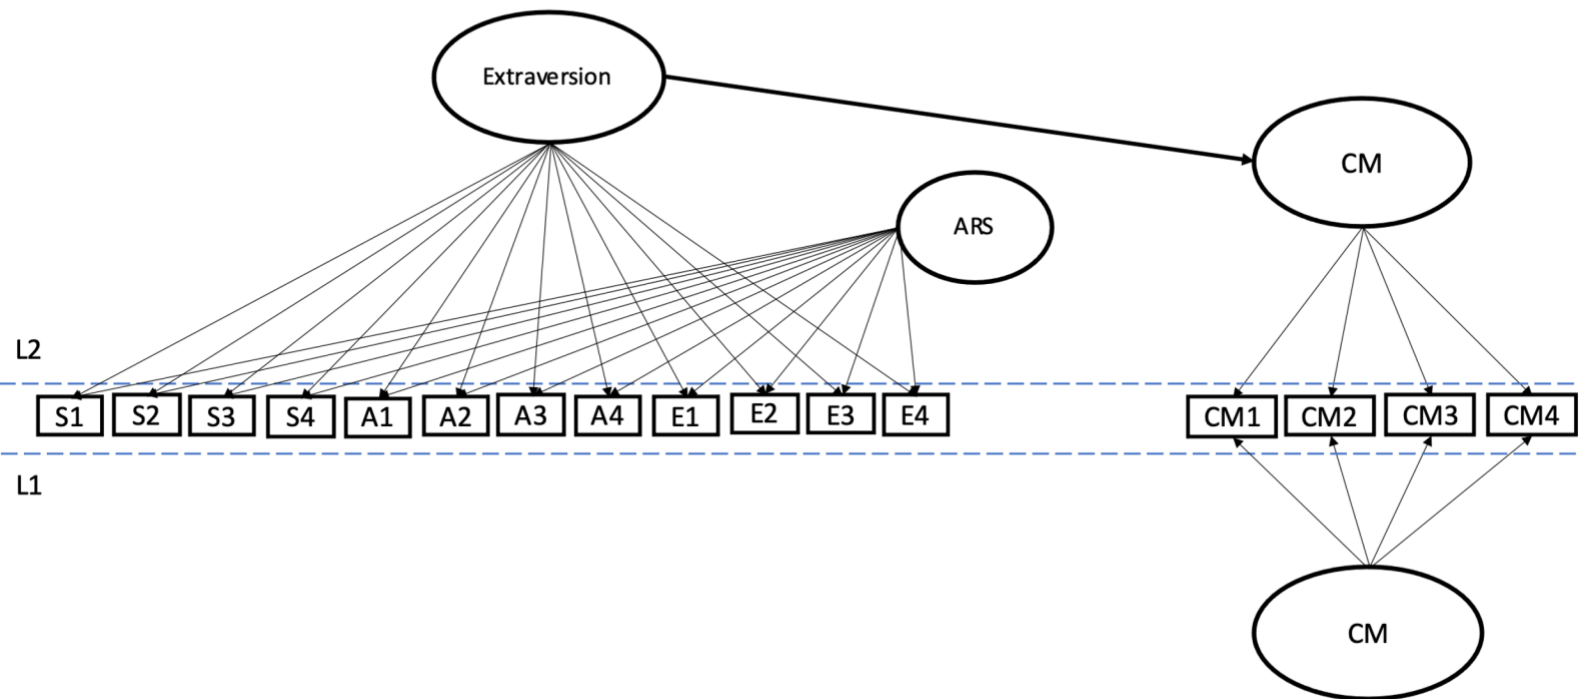 Extraversion
CM
ARS
L2
S1 S2 S3 S4 A1 A2 A3 A4 E1 E2 E3 E4 CM1 CM2 CM3 CM4
L1
CM